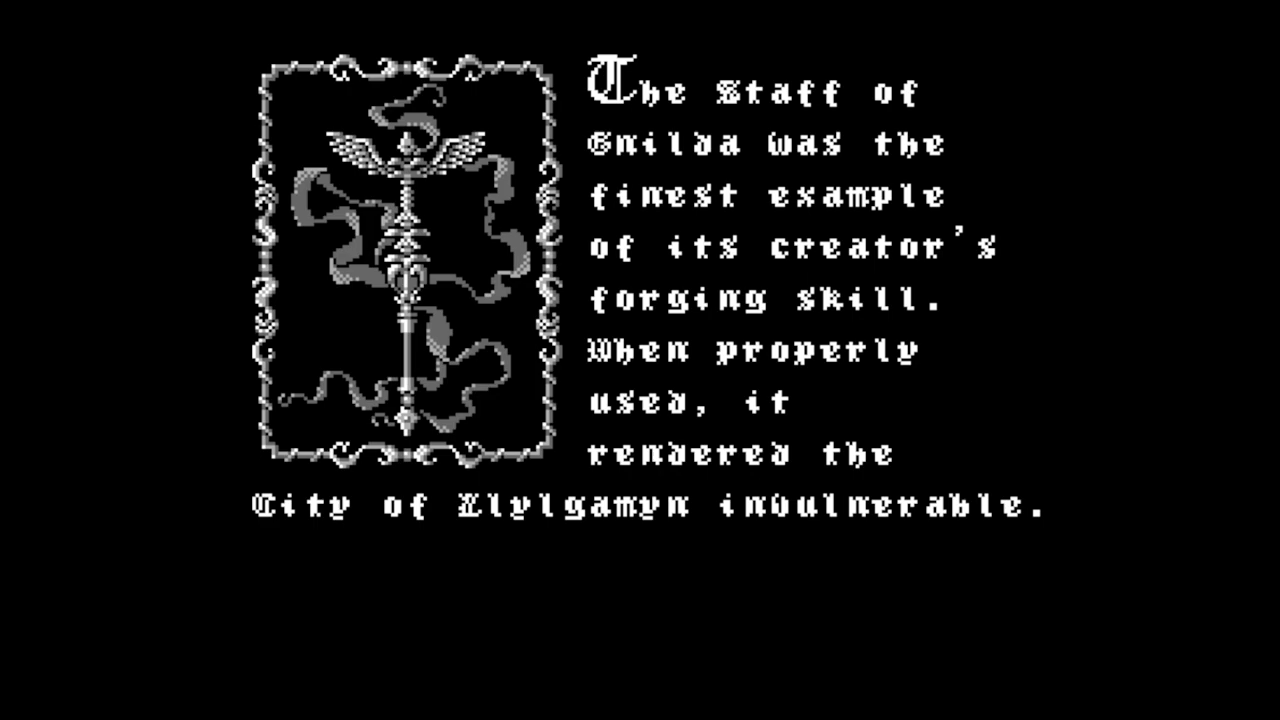 The Staff of
Gnilda was the
finest example
of its creator's
forging skill.
When properly
used, it
rendered the
City of Llylgamyn invulnerable.